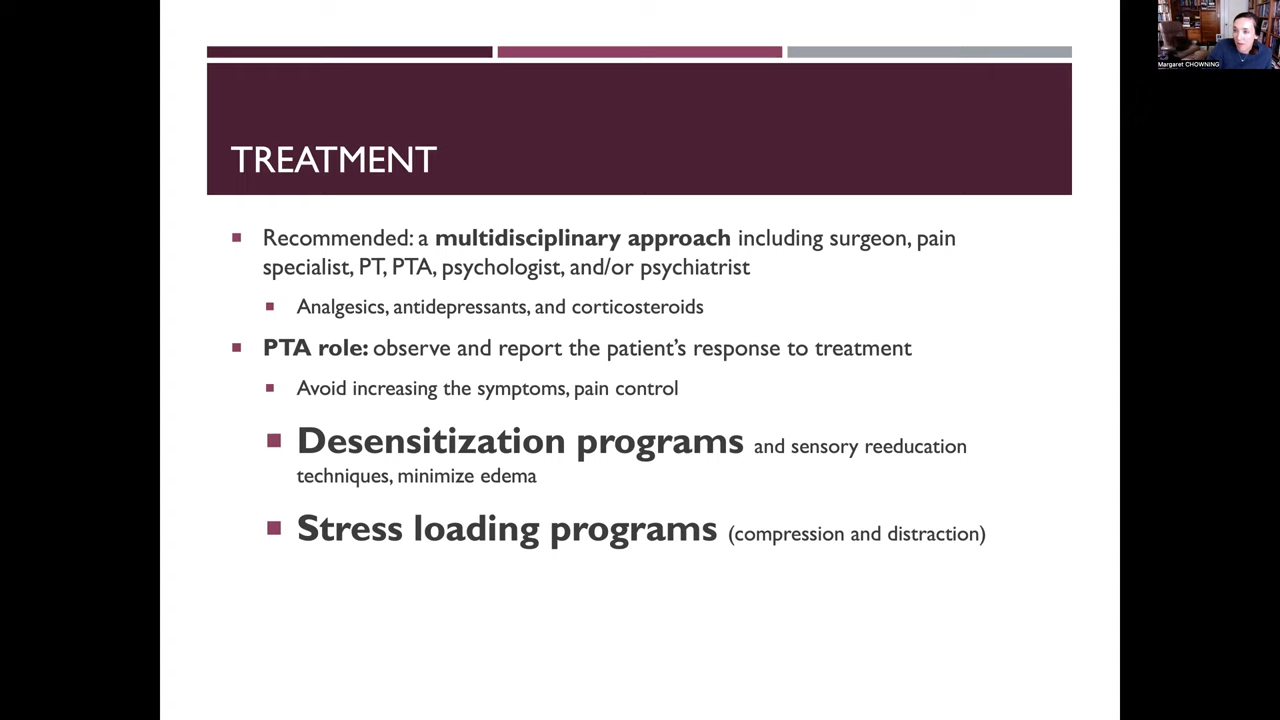 Margaret CHOWNING
TREATMENT
Recommended: a multidisciplinary approach including surgeon, pain
specialist, PT, PTA, psychologist, and/or psychiatrist
Analgesics, antidepressants, and corticosteroids
PTA role: observe and report the patient's response to treatment
Avoid increasing the symptoms, pain control
Desensitization programs and sensory reeducation
techniques, minimize edema
Stress loading programs (compression and distraction)